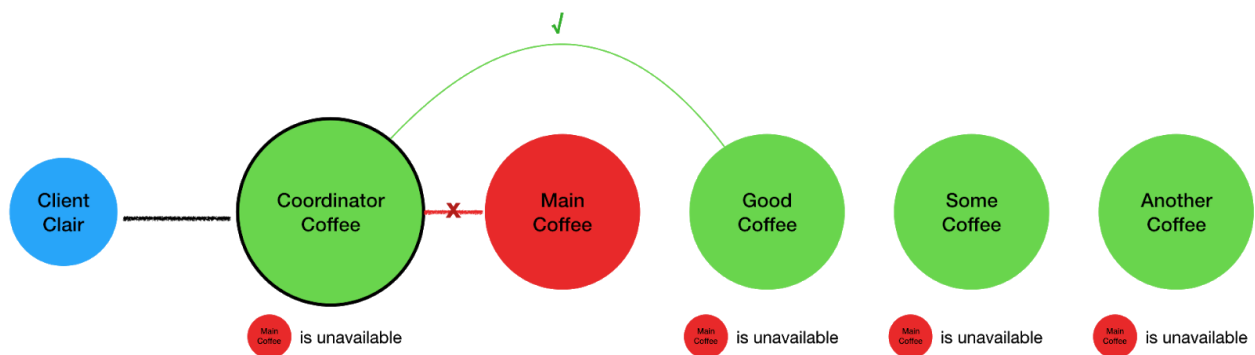 √
Client
Clair
Coordinator
Coffee
X
Main
Coffee
Good
Coffee
Some
Coffee
Another
Coffee
Main
Coffee
is unavailable
Main
Coffee
is unavailable
Main
Coffee
is unavailable
Main
Coffee
is unavailable